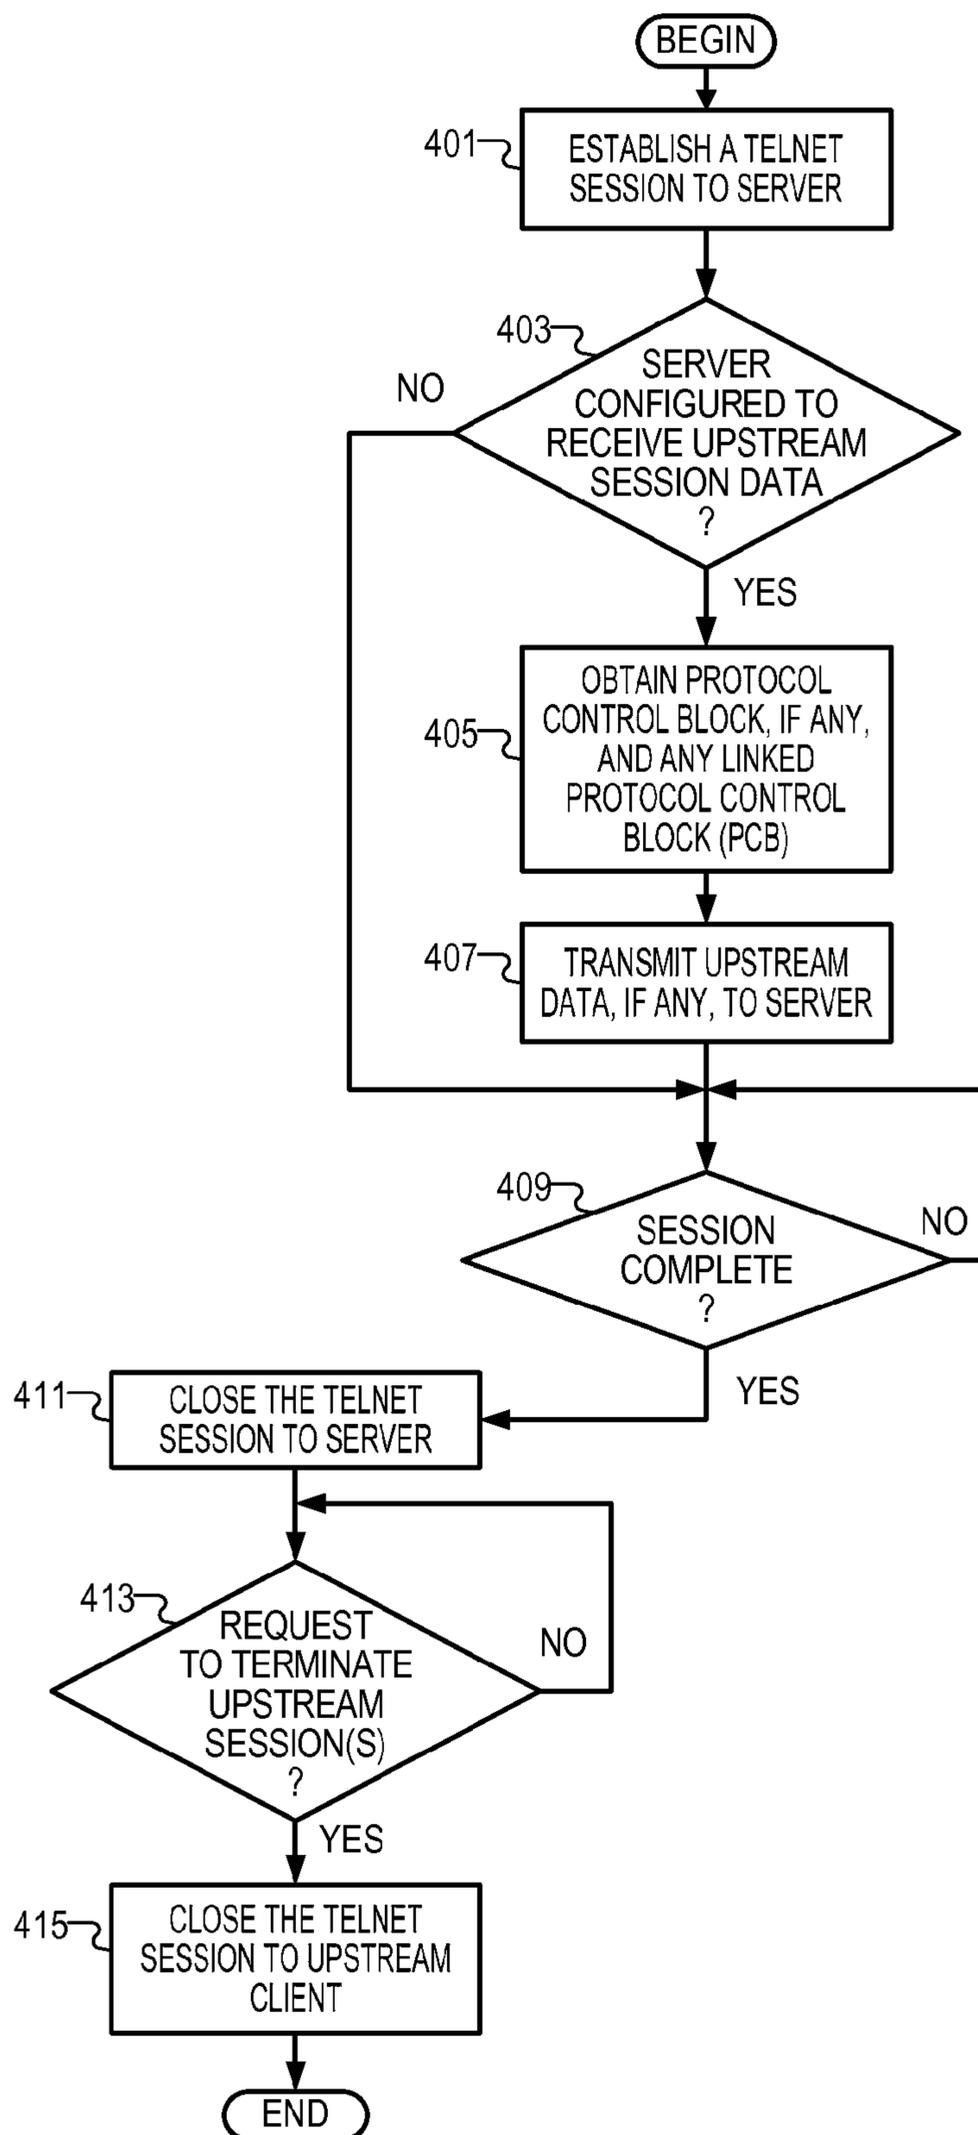 BEGIN
401
ESTABLISH A TELNET
SESSION TO SERVER
403
SERVER
CONFIGURED TO
RECEIVE UPSTREAM
SESSION DATA
?
NO
YES
405
OBTAIN PROTOCOL
CONTROL BLOCK, IF ANY,
AND ANY LINKED
PROTOCOL CONTROL
BLOCK (PCB)
407
TRANSMIT UPSTREAM
DATA, IF ANY, TO SERVER
409
SESSION
COMPLETE
?
NO
YES
411
CLOSE THE TELNET
SESSION TO SERVER
413
REQUEST
TO TERMINATE
UPSTREAM
SESSION(S)
?
NO
YES
415
CLOSE THE TELNET
SESSION TO UPSTREAM
CLIENT
END